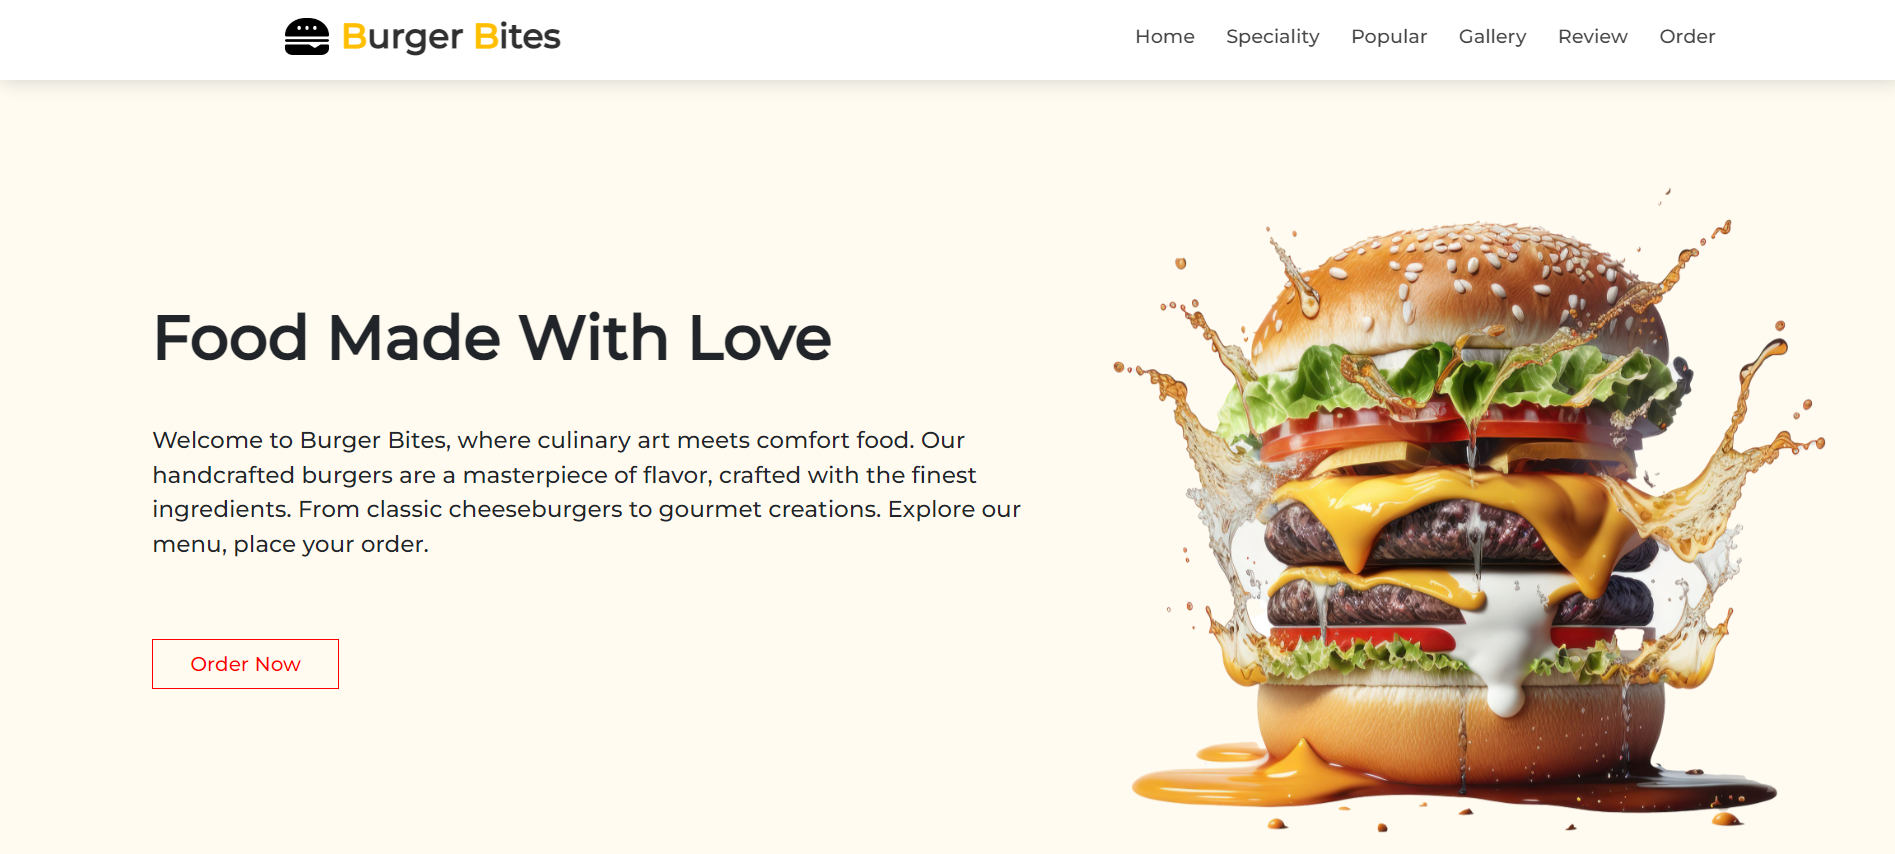 Burger Bites
Home Speciality Popular Gallery Review Order
Food Made With Love
Welcome to Burger Bites, where culinary art meets comfort food. Our
handcrafted burgers are a masterpiece of flavor, crafted with the finest
ingredients. From classic cheeseburgers to gourmet creations. Explore our
menu, place your order.
Order Now